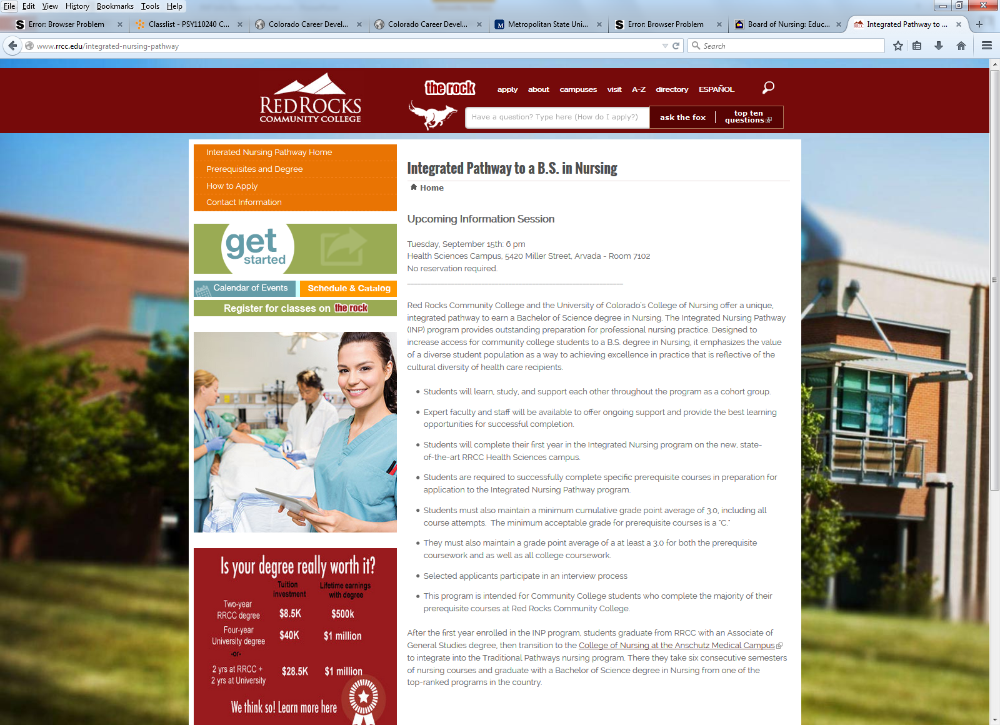 File Edit View History Bookmarks Tools Help
Error: Browser Problem
Classlist - PSY110240 C...
Colorado Career Devel...
Colorado Career Devel...
Metropolitan State Uni...
Error: Browser Problem
Board of Nursing: Educ...
Integrated Pathway to ...
www.rrcc.edu/integrated-nursing-pathway
Search
RED ROCKS
COMMUNITY COLLEGE
the rock
apply about campuses visit A-Z directory ESPAÑOL
Have a question? Type here (How do I apply?)
ask the fox
top ten
questions
Interated Nursing Pathway Home
Prerequisites and Degree
How to Apply
Contact Information
get
started
Calendar of Events
Schedule & Catalog
Register for classes on the rock
Is your degree really worth it?
Tuition
investment
Lifetime earnings
with degree
Two-year
RRCC degree
$8.5K $500k
Four-year
University degree
$40K $1 million
-or-
2 yrs at RRCC +
2 yrs at University
$28.5K $1 million
We think so! Learn more here
Integrated Pathway to a B.S. in Nursing
Home
Upcoming Information Session
Tuesday, September 15th: 6 pm
Health Sciences Campus, 5420 Miller Street, Arvada - Room 7102
No reservation required.
Red Rocks Community College and the University of Colorado's College of Nursing offer a unique,
integrated pathway to earn a Bachelor of Science degree in Nursing. The Integrated Nursing Pathway
(INP) program provides outstanding preparation for professional nursing practice. Designed to
increase access for community college students to a B.S. degree in Nursing, it emphasizes the value
of a diverse student population as a way to achieving excellence in practice that is reflective of the
cultural diversity of health care recipients.
Students will learn, study, and support each other throughout the program as a cohort group.
Expert faculty and staff will be available to offer ongoing support and provide the best learning
opportunities for successful completion.
Students will complete their first year in the Integrated Nursing program on the new, state-
of-the-art RRCC Health Sciences campus.
Students are required to successfully complete specific prerequisite courses in preparation for
application to the Integrated Nursing Pathway program.
Students must also maintain a minimum cumulative grade point average of 3.0, including all
course attempts. The minimum acceptable grade for prerequisite courses is a "C."
They must also maintain a grade point average of a at least a 3.0 for both the prerequisite
coursework and as well as all college coursework.
Selected applicants participate in an interview process
This program is intended for Community College students who complete the majority of their
prerequisite courses at Red Rocks Community College.
After the first year enrolled in the INP program, students graduate from RRCC with an Associate of
General Studies degree, then transition to the College of Nursing at the Anschutz Medical Campus
to integrate into the Traditional Pathways nursing program. There they take six consecutive semesters
of nursing courses and graduate with a Bachelor of Science degree in Nursing from one of the
top-ranked programs in the country.